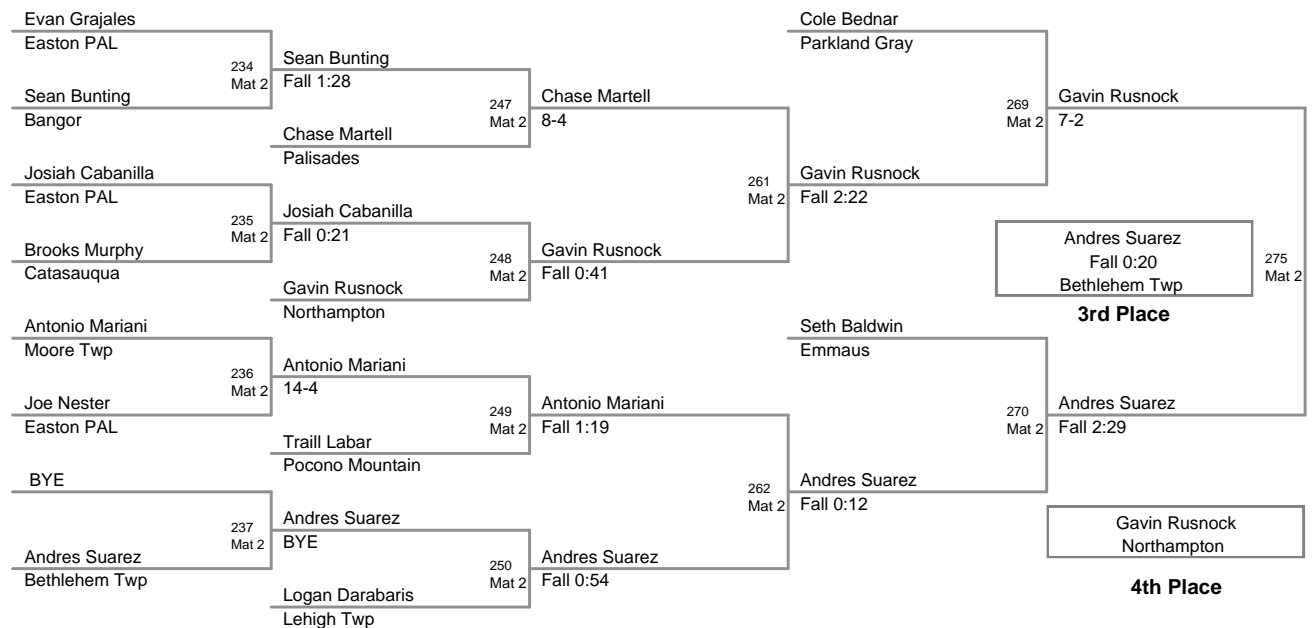 Evan Grajales
Easton PAL
234
Mat 2
Sean Bunting
Bangor
Sean Bunting
Fall 1:28
247
Mat 2
Chase Martell
Palisades
Chase Martell
8-4
Josiah Cabanilla
Easton PAL
235
Mat 2
Brooks Murphy
Catasauqua
Josiah Cabanilla
Fall 0:21
248
Mat 2
Gavin Rusnock
Northampton
Gavin Rusnock
Fall 0:41
261
Mat 2
Gavin Rusnock
Fall 2:22
Cole Bednar
Parkland Gray
269
Mat 2
Gavin Rusnock
7-2
Antonio Mariani
Moore Twp
236
Mat 2
Joe Nester
Easton PAL
Antonio Mariani
14-4
249
Mat 2
Traill Labar
Pocono Mountain
Antonio Mariani
Fall 1:19
BYE
237
Mat 2
Andres Suarez
Bethlehem Twp
Andres Suarez
BYE
250
Mat 2
Logan Darabaris
Lehigh Twp
Andres Suarez
Fall 0:54
262
Mat 2
Andres Suarez
Fall 0:12
Seth Baldwin
Emmaus
270
Mat 2
Andres Suarez
Fall 2:29
275
Mat 2
Andres Suarez
Fall 0:20
Bethlehem Twp
3rd Place
Gavin Rusnock
Northampton
4th Place